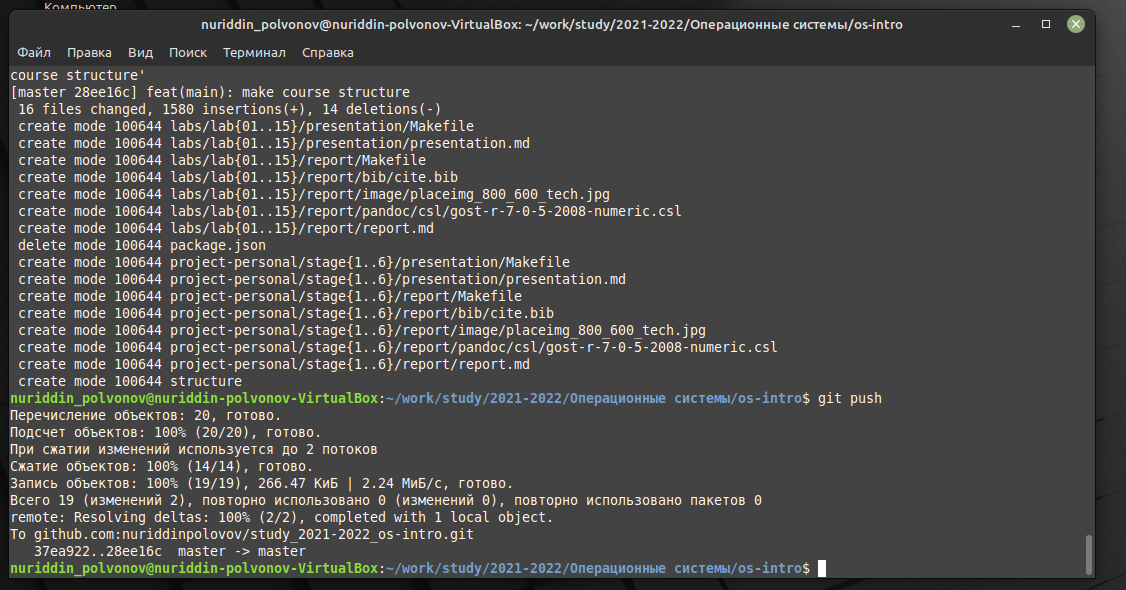 Компьютер
nuriddin_polvonov@nuriddin-polvonov-VirtualBox: ~/work/study/2021-2022/Операционные системы/os-intro
Файл Правка Вид Поиск Терминал Справка
course structure'
[master 28ee16c] feat(main): make course structure
 16 files changed, 1580 insertions(+), 14 deletions(-)
 create mode 100644 labs/lab{01..15}/presentation/Makefile
 create mode 100644 labs/lab{01..15}/presentation/presentation.md
 create mode 100644 labs/lab{01..15}/report/Makefile
 create mode 100644 labs/lab{01..15}/report/bib/cite.bib
 create mode 100644 labs/lab{01..15}/report/image/placeimg_800_600_tech.jpg
 create mode 100644 labs/lab{01..15}/report/pandoc/csl/gost-r-7-0-5-2008-numeric.csl
 create mode 100644 labs/lab{01..15}/report/report.md
 delete mode 100644 package.json
 create mode 100644 project-personal/stage{1..6}/presentation/Makefile
 create mode 100644 project-personal/stage{1..6}/presentation/presentation.md
 create mode 100644 project-personal/stage{1..6}/report/Makefile
 create mode 100644 project-personal/stage{1..6}/report/bib/cite.bib
 create mode 100644 project-personal/stage{1..6}/report/image/placeimg_800_600_tech.jpg
 create mode 100644 project-personal/stage{1..6}/report/pandoc/csl/gost-r-7-0-5-2008-numeric.csl
 create mode 100644 project-personal/stage{1..6}/report/report.md
 create mode 100644 structure
nuriddin_polvonov@nuriddin-polvonov-VirtualBox:~/work/study/2021-2022/Операционные системы/os-intro$ git push
Перечисление объектов: 20, готово.
Подсчет объектов: 100% (20/20), готово.
При сжатии изменений используется до 2 потоков
Сжатие объектов: 100% (14/14), готово.
Запись объектов: 100% (19/19), 266.47 КиБ | 2.24 МиБ/с, готово.
Всего 19 (изменений 2), повторно использовано 0 (изменений 0), повторно использовано пакетов 0
remote: Resolving deltas: 100% (2/2), completed with 1 local object.
To github.com:nuriddinpolovov/study_2021-2022_os-intro.git
   37ea922..28ee16c  master -> master
nuriddin_polvonov@nuriddin-polvonov-VirtualBox:~/work/study/2021-2022/Операционные системы/os-intro$